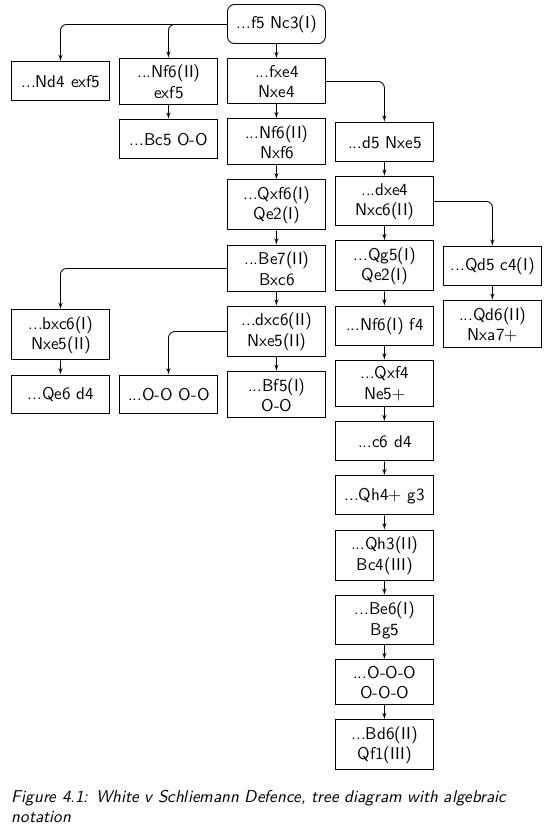 ...f5 Nc3(I)
...Nd4 exf5
...Nf6(II)
exf5
...fxe4
Nxe4
...Bc5 O-O
...Nf6(II)
Nxf6
...d5 Nxe5
...Qxf6(I)
Qe2(I)
...dxe4
Nxc6(II)
...Be7(II)
Bxc6
...Qg5(I)
Qe2(I)
...Qd5 c4(I)
...bxc6(I)
Nxe5(II)
...dxc6(II)
Nxe5(II)
...Nf6(I) f4
...Qd6(II)
Nxa7+
...Qe6 d4
...O-O O-O
...Bf5(I)
O-O
...Qxf4
Ne5+
...c6 d4
...Qh4+ g3
...Qh3(II)
Bc4(III)
...Be6(I)
Bg5
...O-O-O
O-O-O
...Bd6(II)
Qf1(III)
Figure 4.1: White v Schliemann Defence, tree diagram with algebraic
notation